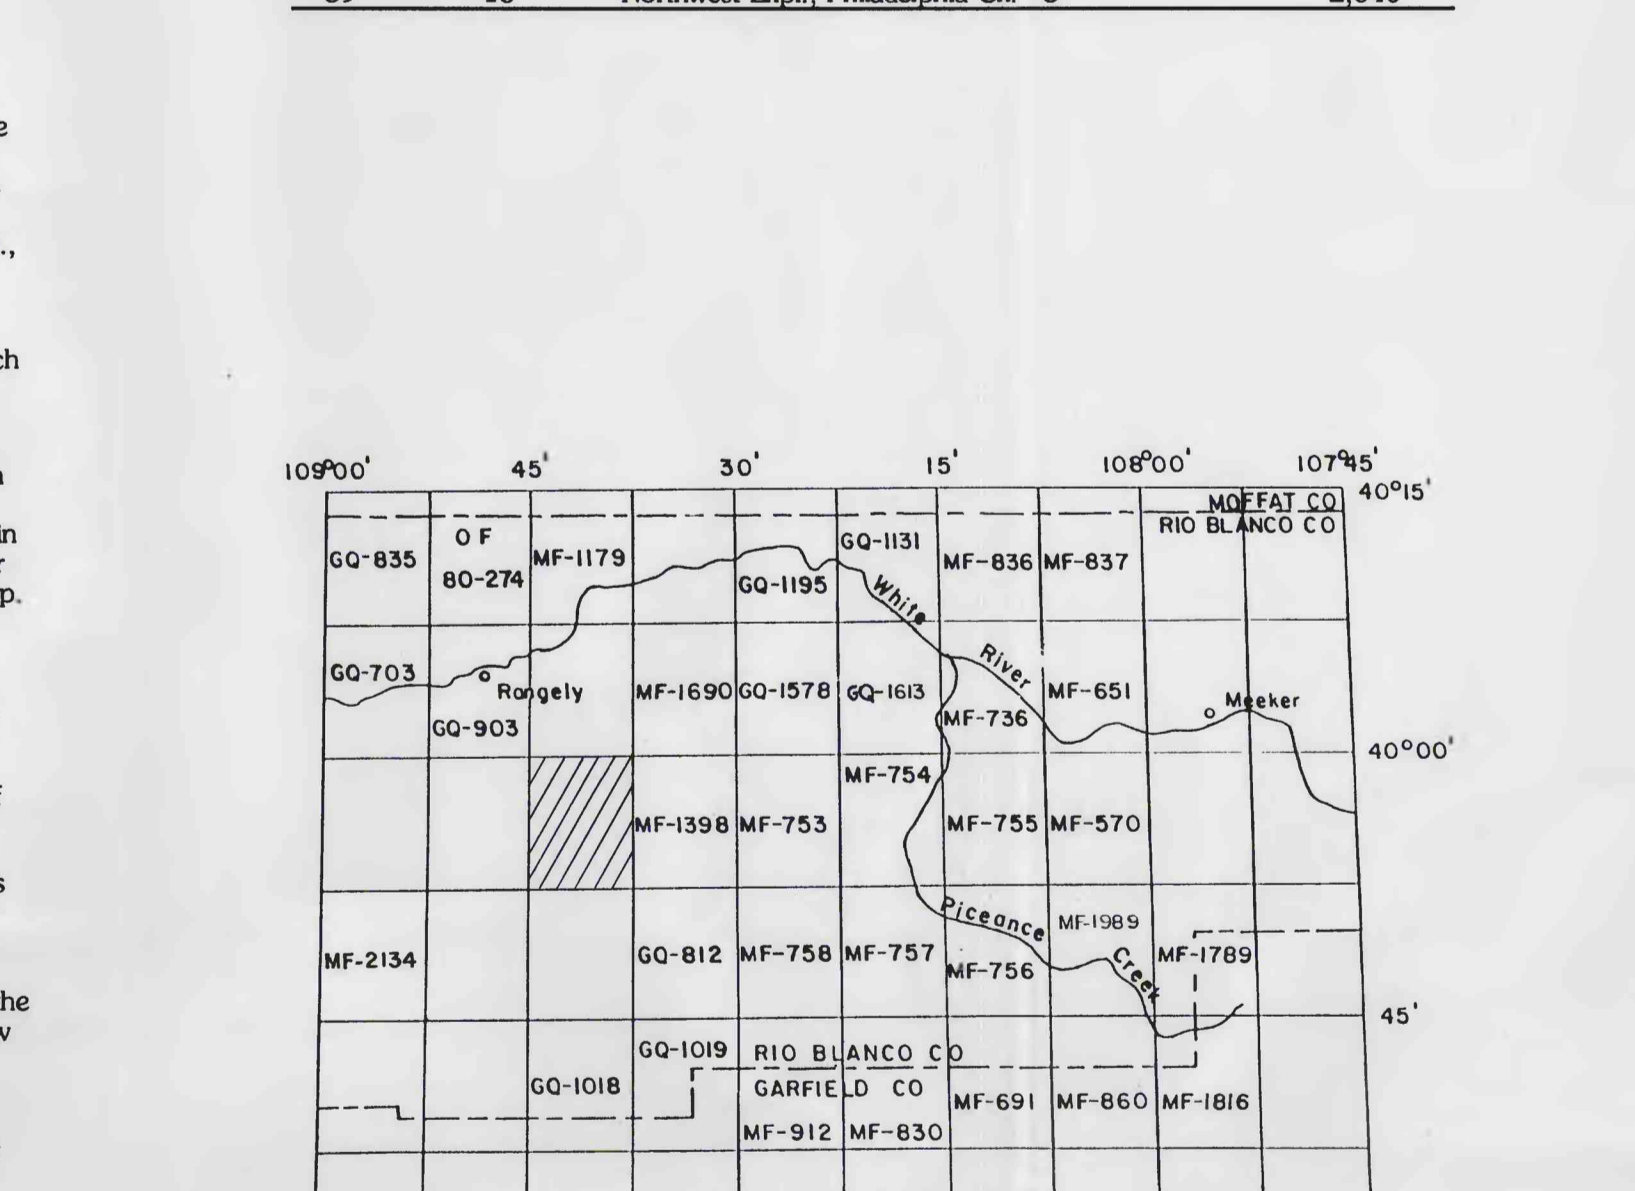 e
.,
ch
in
r
p.
f
s
he
w
109°00' 45' 30' 15' 108°00' 107°45'
40°15'
MOFFAT CO
RIO BLANCO CO
GQ-835
OF
80-274
MF-1179
GQ-1131
MF-836
MF-837
GQ-1195
White
River
GQ-703
Rangely
GQ-903
MF-1690
GQ-1578
GQ-1613
MF-736
MF-651
Meeker
40°00'
MF-754
MF-1398
MF-753
MF-755
MF-570
Piceance
Creek
MF-1989
MF-2134
GQ-812
MF-758
MF-757
MF-756
MF-1789
45'
GQ-1019
RIO BLANCO CO
GARFIELD CO
GQ-1018
MF-691
MF-860
MF-1816
MF-912
MF-830